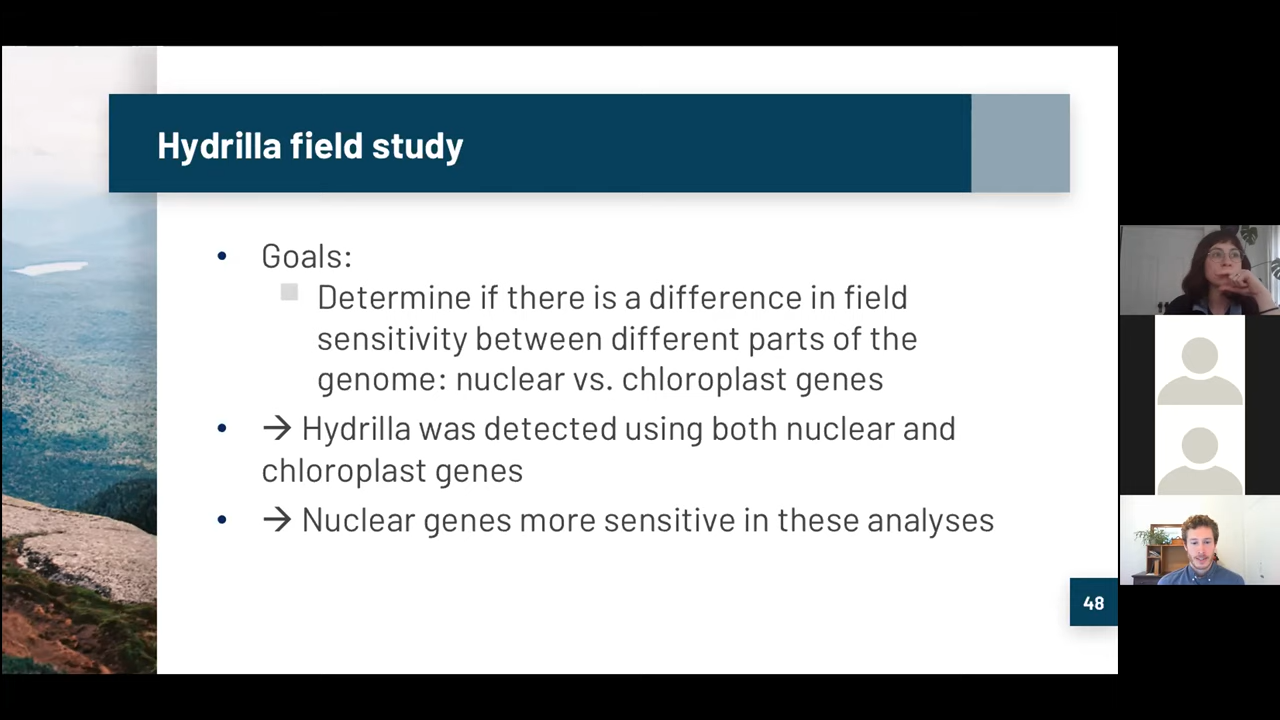 Hydrilla field study
• Goals:
Determine if there is a difference in field
sensitivity between different parts of the
genome: nuclear vs. chloroplast genes
• → Hydrilla was detected using both nuclear and
chloroplast genes
• → Nuclear genes more sensitive in these analyses
48